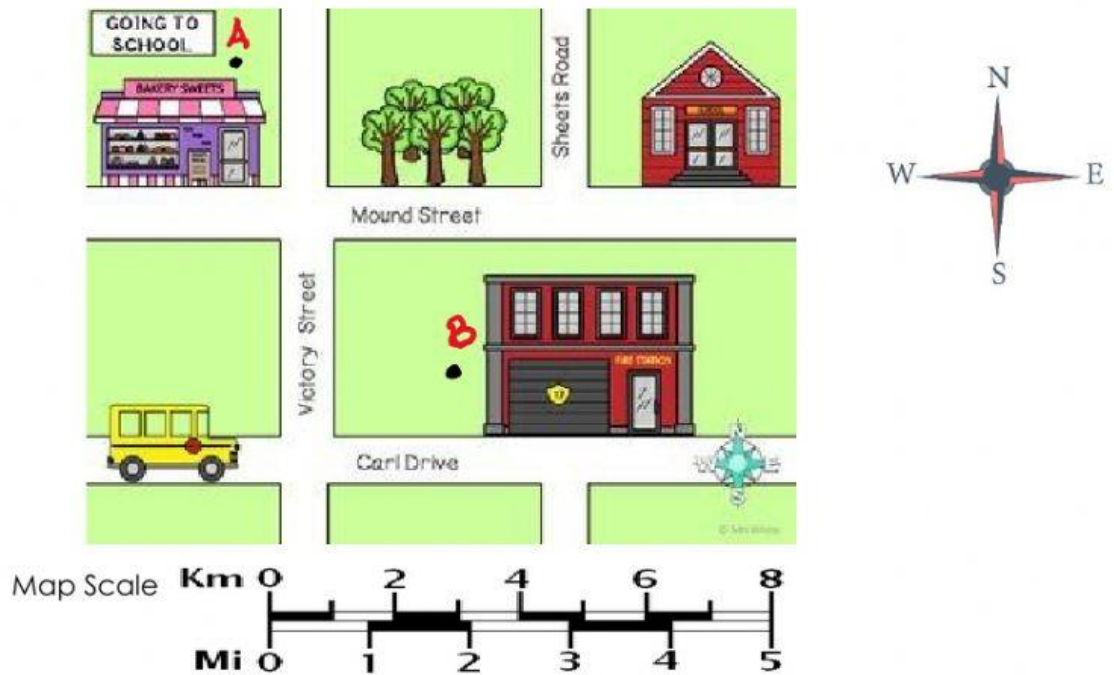 GOING TO
SCHOOL
A
BAKERY SWEETS
Sheets Road
N
W
E
S
Mound Street
Victory Street
B
FIRE STATION
Carl Drive
N
E
S
Map Scale
Km 0 2 4 6 8
Mi 0 1 2 3 4 5